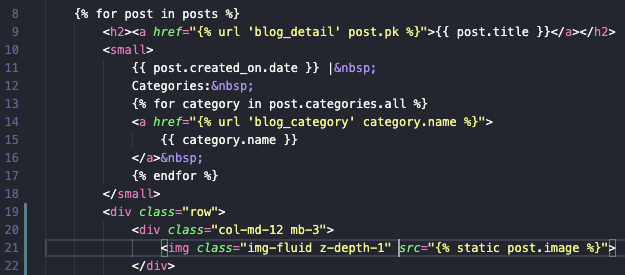 8 {% for post in posts %}
9 <h2><a href="{% url 'blog_detail' post.pk %}">{{ post.title }}</a></h2>
10 <small>
11 {{ post.created_on.date }} |&nbsp;
12 Categories:&nbsp;
13 {% for category in post.categories.all %}
14 <a href="{% url 'blog_category' category.name %}">
15 {{ category.name }}
16 </a>&nbsp;
17 {% endfor %}
18 </small>
19 <div class="row">
20 <div class="col-md-12 mb-3">
21 <img class="img-fluid z-depth-1" src="{% static post.image %}">
22 </div>